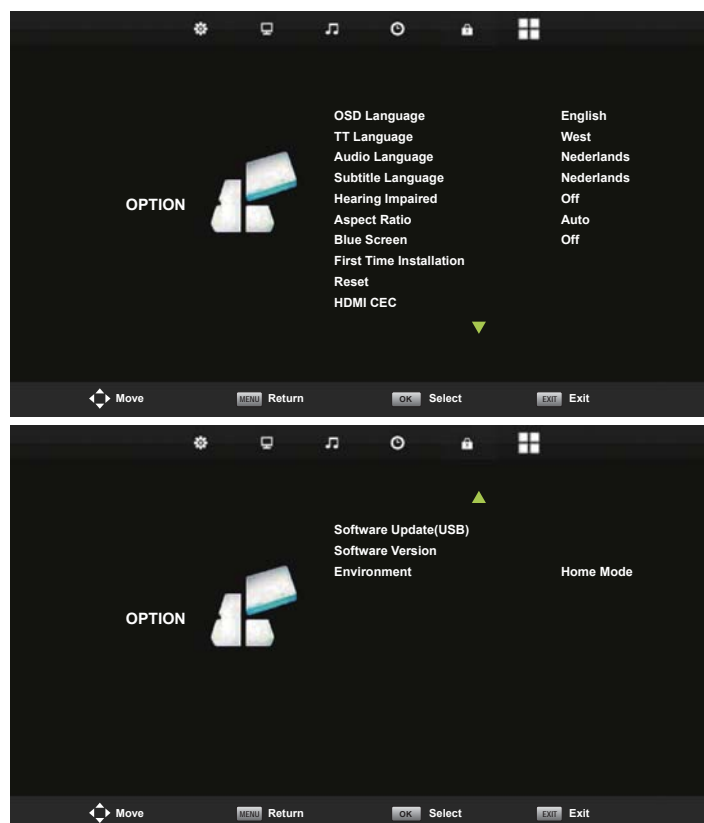 OPTION
OSD Language English
TT Language West
Audio Language Nederlands
Subtitle Language Nederlands
Hearing Impaired Off
Aspect Ratio Auto
Blue Screen Off
First Time Installation
Reset
HDMI CEC
Move MENU Return OK Select EXIT Exit
OPTION
Software Update(USB)
Software Version
Environment Home Mode
Move MENU Return OK Select EXIT Exit